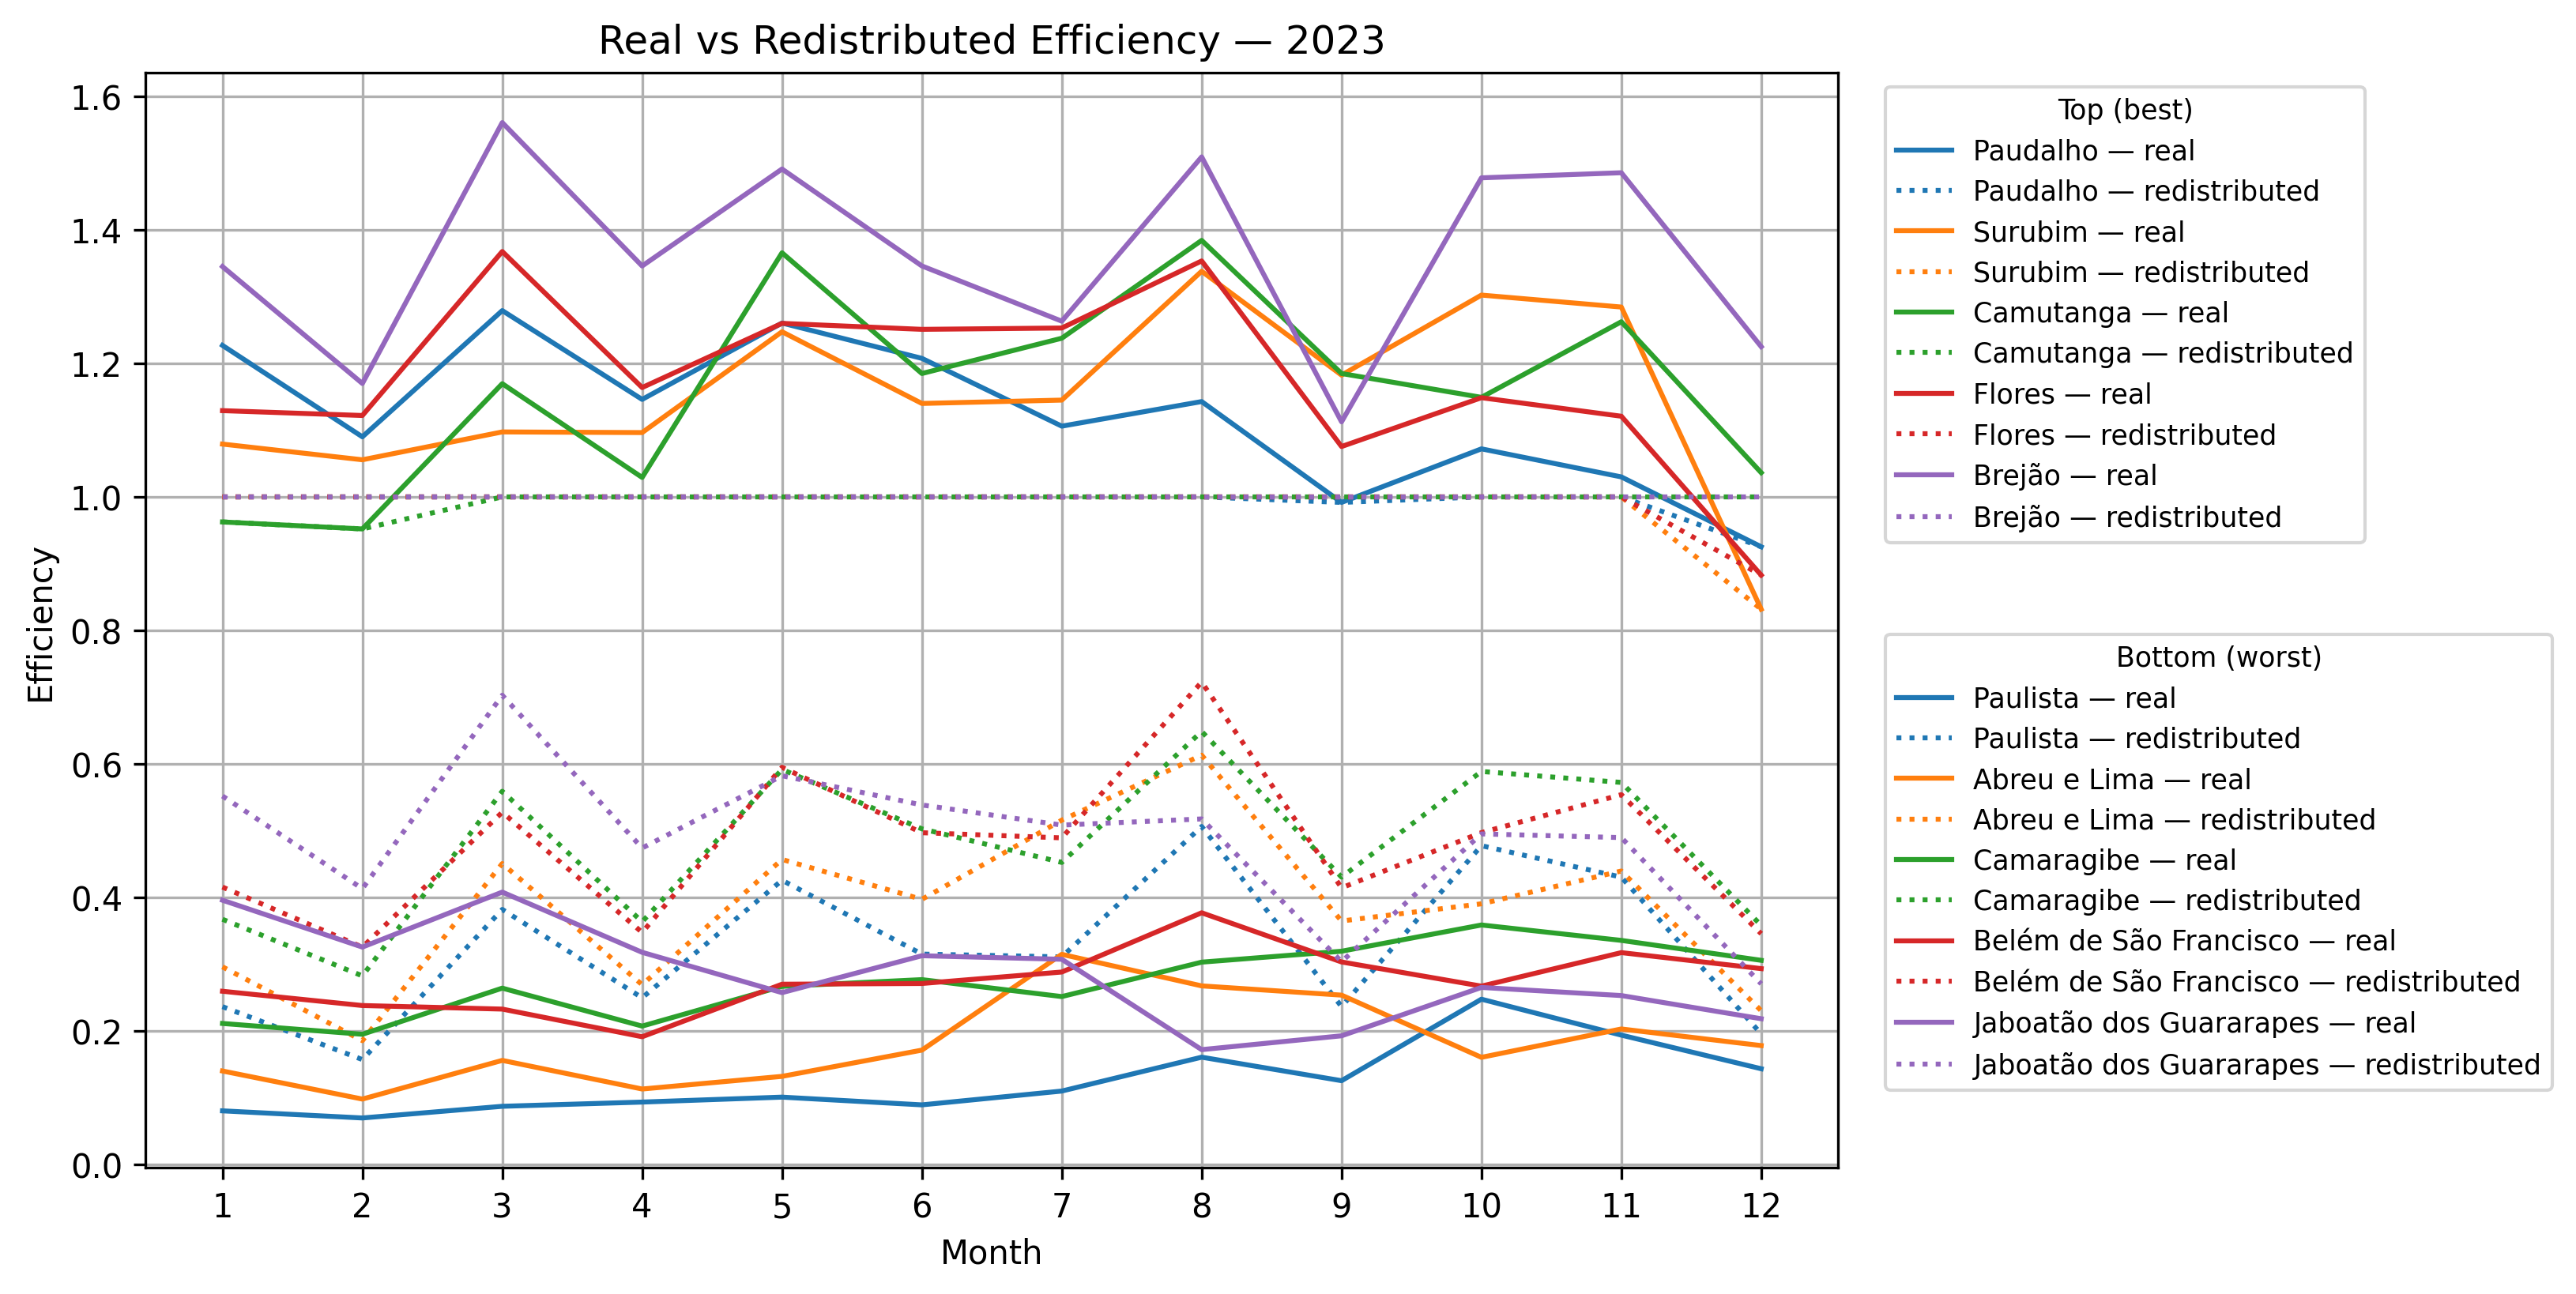 Real vs Redistributed Efficiency — 2023
1.6
1.4
1.2
1.0
0.8
0.6
0.4
0.2
0.0
Efficiency
1 2 3 4 5 6 7 8 9 10 11 12
Month
Top (best)
Paudalho — real
Paudalho — redistributed
Surubim — real
Surubim — redistributed
Camutanga — real
Camutanga — redistributed
Flores — real
Flores — redistributed
Brejão — real
Brejão — redistributed
Bottom (worst)
Paulista — real
Paulista — redistributed
Abreu e Lima — real
Abreu e Lima — redistributed
Camaragibe — real
Camaragibe — redistributed
Belém de São Francisco — real
Belém de São Francisco — redistributed
Jaboatão dos Guararapes — real
Jaboatão dos Guararapes — redistributed